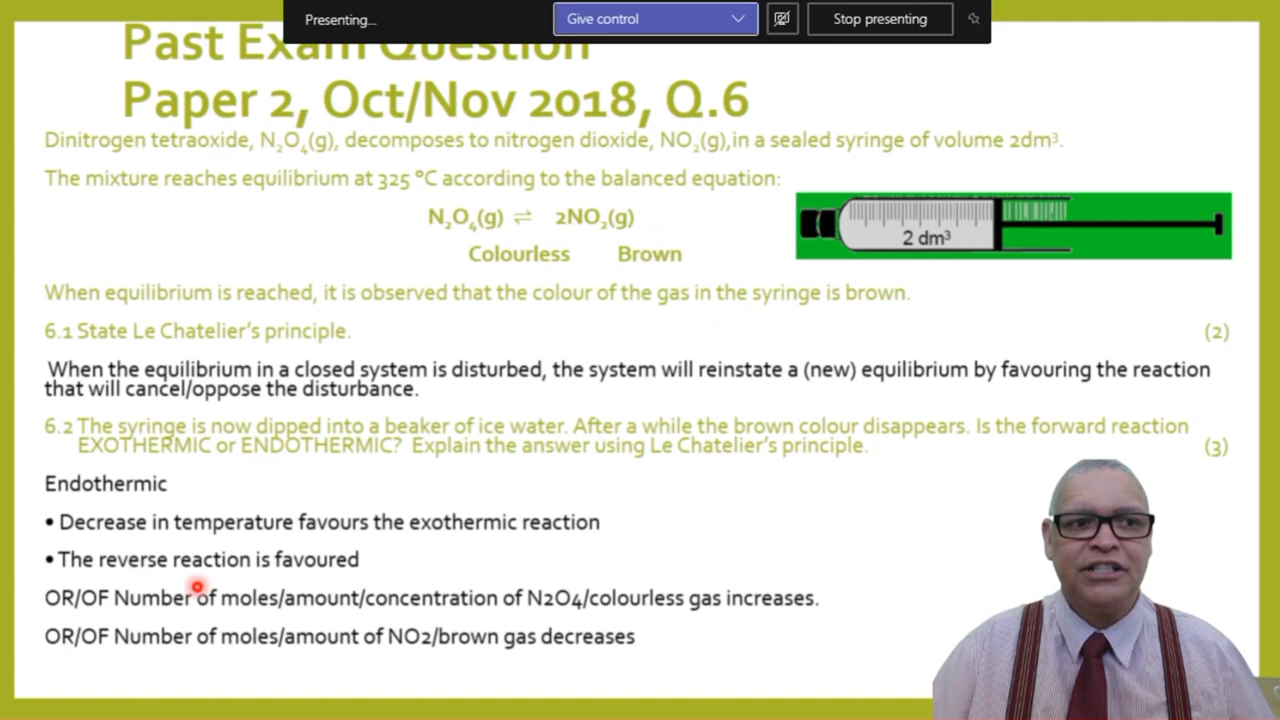 Presenting...
Give control
Stop presenting
Past Exam Question
Paper 2, Oct/Nov 2018, Q.6
Dinitrogen tetraoxide, N₂O₄(g), decomposes to nitrogen dioxide, NO₂(g),in a sealed syringe of volume 2dm³.
The mixture reaches equilibrium at 325 °C according to the balanced equation:
N₂O₄(g) ⇌ 2NO₂(g)
Colourless Brown
2 dm³
When equilibrium is reached, it is observed that the colour of the gas in the syringe is brown.
6.1 State Le Chatelier’s principle. (2)
When the equilibrium in a closed system is disturbed, the system will reinstate a (new) equilibrium by favouring the reaction
that will cancel/oppose the disturbance.
6.2 The syringe is now dipped into a beaker of ice water. After a while the brown colour disappears. Is the forward reaction
EXOTHERMIC or ENDOTHERMIC? Explain the answer using Le Chatelier’s principle. (3)
Endothermic
• Decrease in temperature favours the exothermic reaction
• The reverse reaction is favoured
OR/OF Number of moles/amount/concentration of N2O4/colourless gas increases.
OR/OF Number of moles/amount of NO2/brown gas decreases